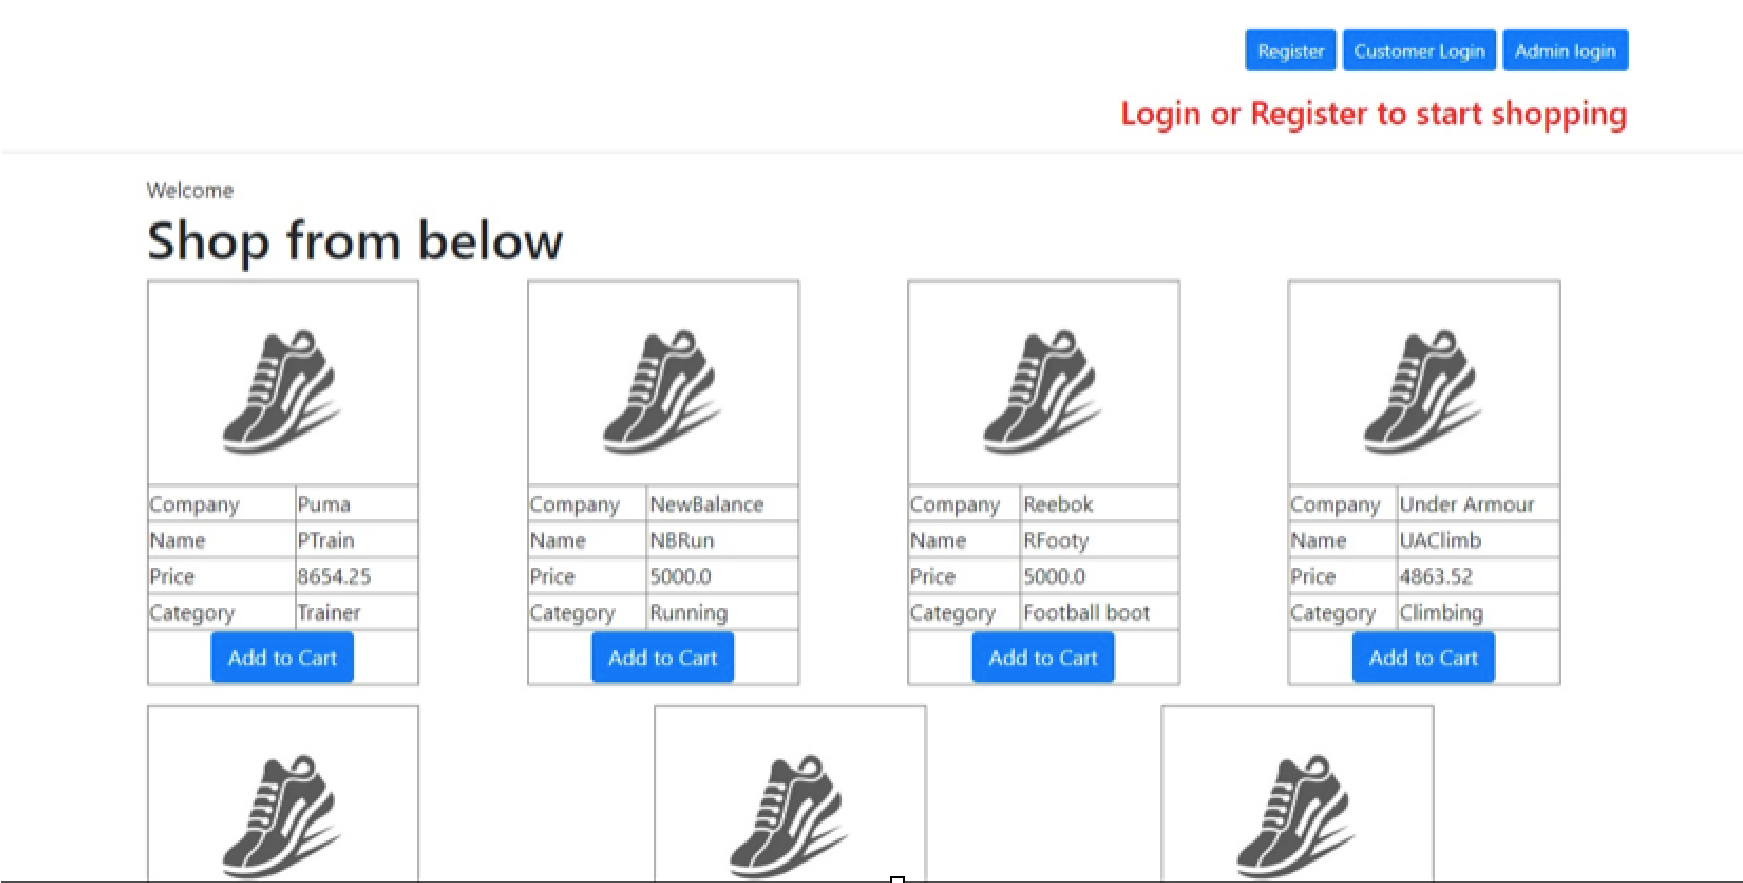 Register Customer Login Admin login
Login or Register to start shopping
Welcome
Shop from below
Company Puma
Name PTrain
Price 8654.25
Category Trainer
Add to Cart
Company NewBalance
Name NBRun
Price 5000.0
Category Running
Add to Cart
Company Reebok
Name RFooty
Price 5000.0
Category Football boot
Add to Cart
Company Under Armour
Name UAClimb
Price 4863.52
Category Climbing
Add to Cart